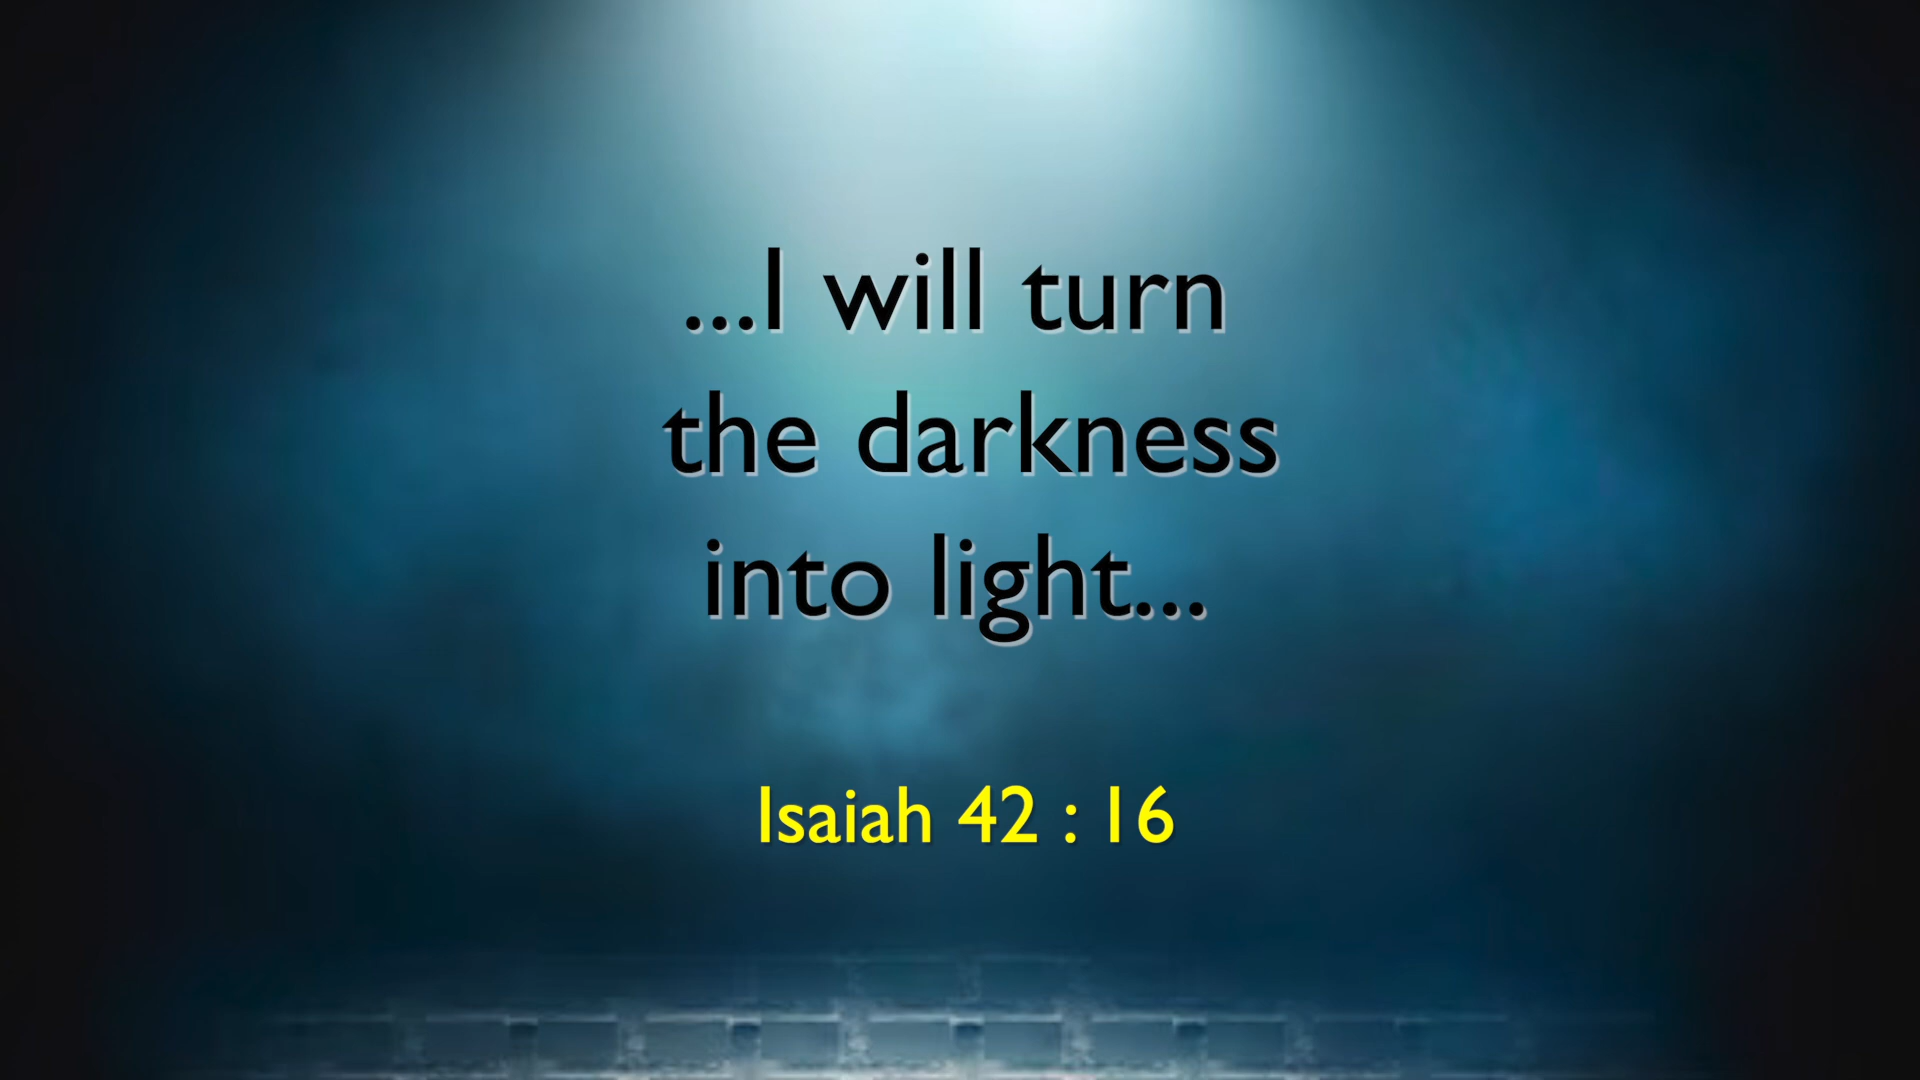 ...I will turn
the darkness
into light...
Isaiah 42 : 16